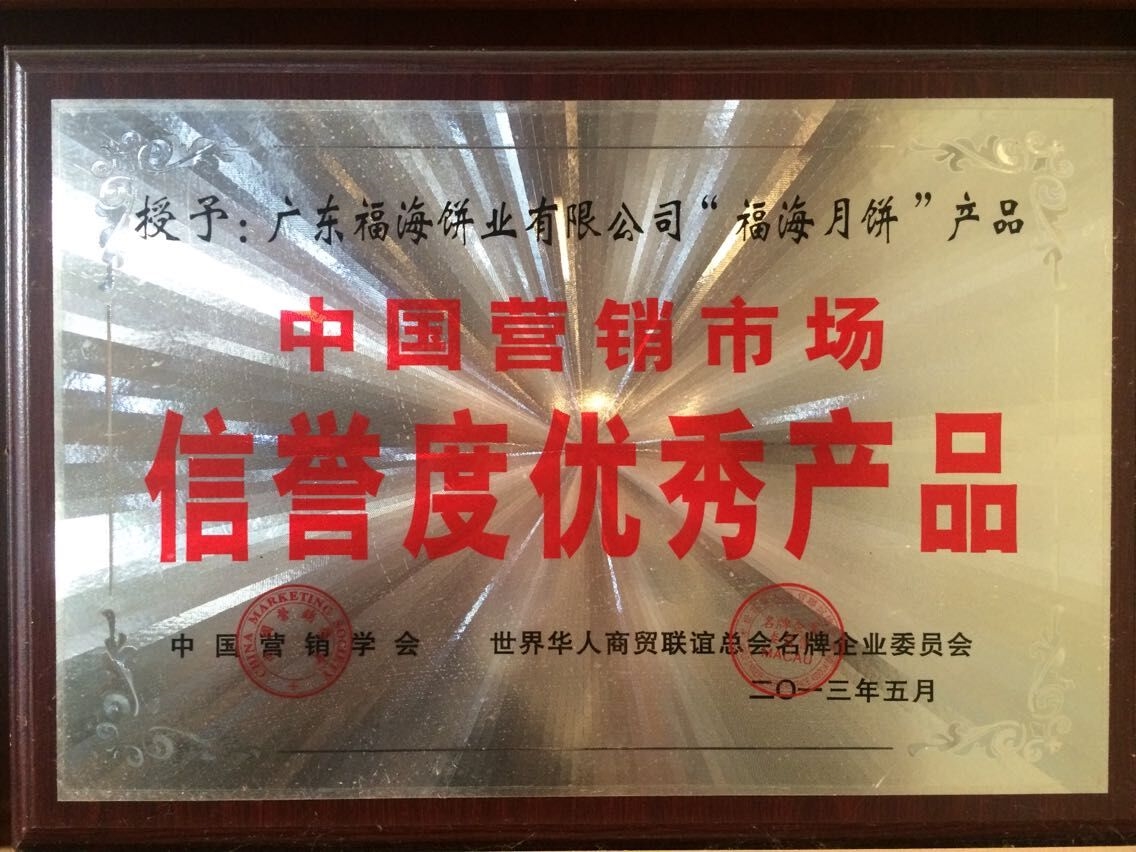 授予：广东福海饼业有限公司“福海月饼”产品
中国营销市场
信誉度优秀产品
中国营销学会
CHINA MARKETING SOCIETY
世界华人商贸联谊总会名牌企业委员会
MACAU
二〇一三年五月